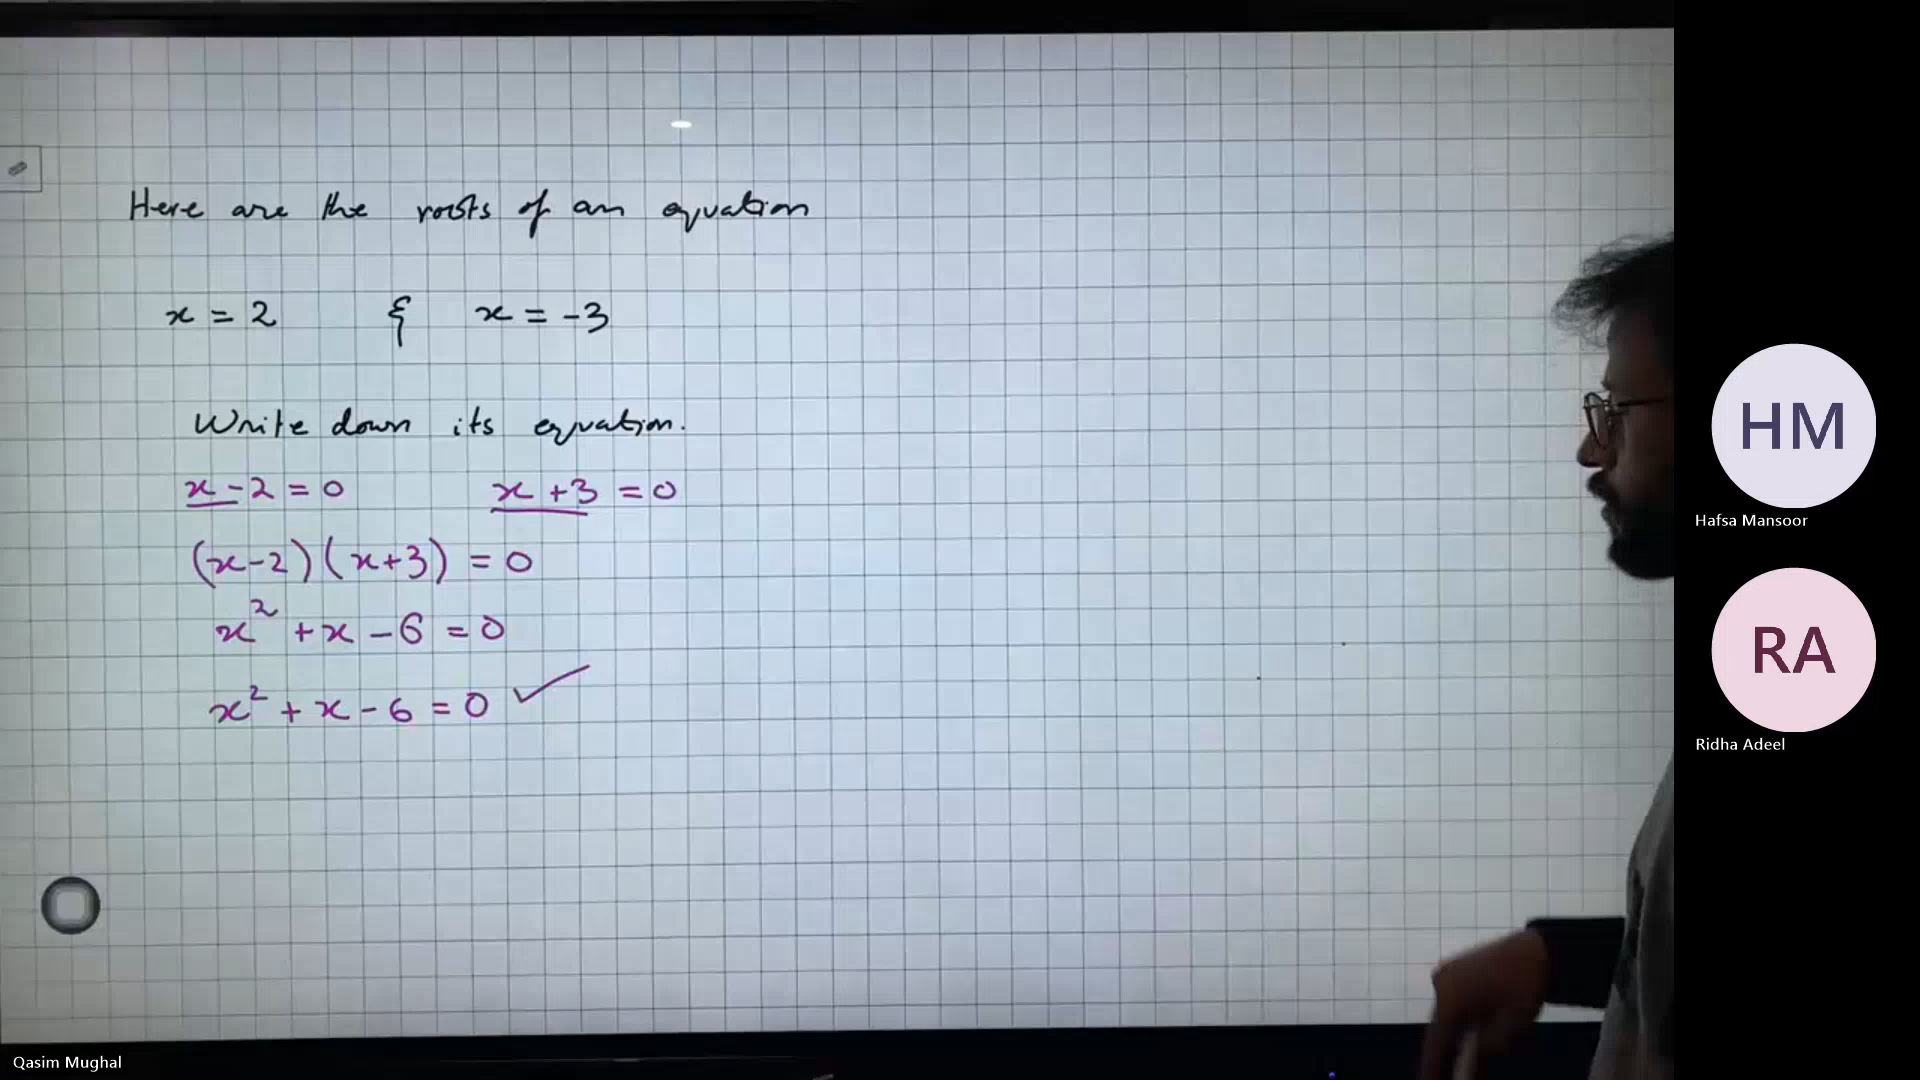 Here are the roots of an equation
x = 2 & x = -3
Write down its equation.
x - 2 = 0 x + 3 = 0
(x-2)(x+3) = 0
x² + x - 6 = 0
x² + x - 6 = 0 ✓
HM
Hafsa Mansoor
RA
Ridha Adeel
Qasim Mughal